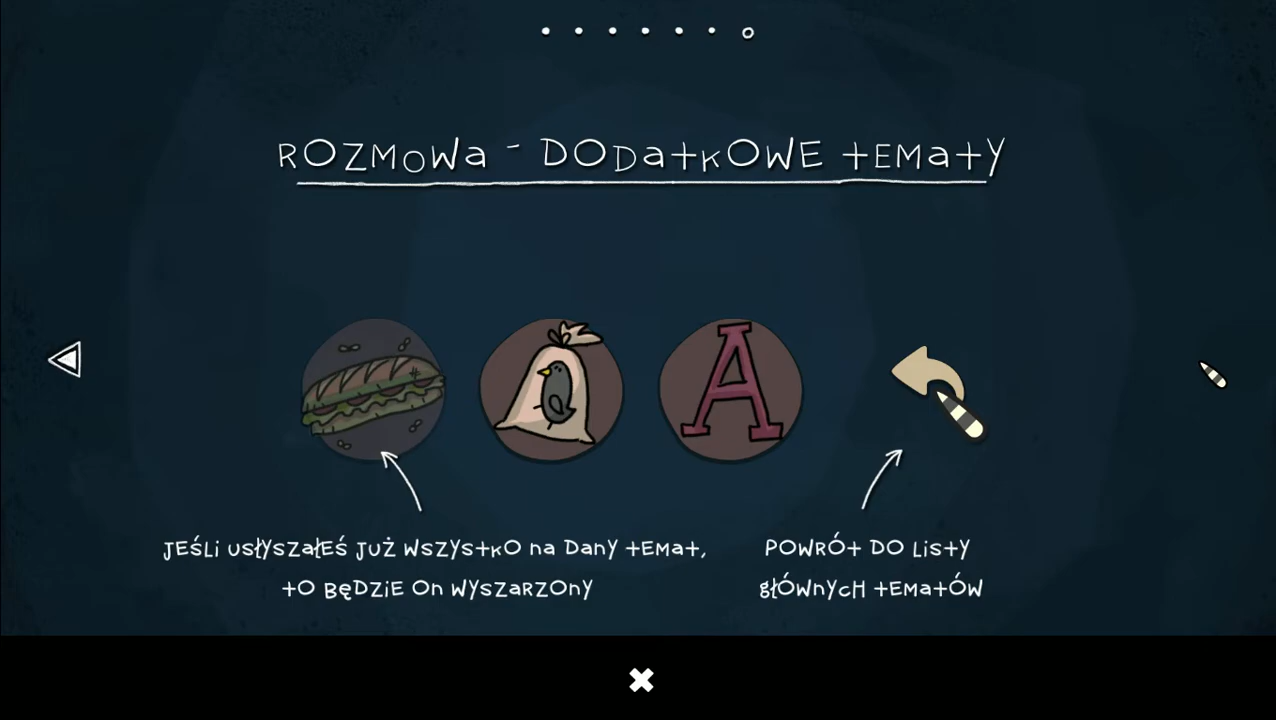 ROZMOWA - DODATKOWE TEMATY
A
JEŚLI USŁYSZAŁEŚ JUŻ WSZYSTKO NA DANY TEMAT,
TO BĘDZIE ON WYSZARZONY
POWRÓT DO LISTY
GŁÓWNYCH TEMATÓW